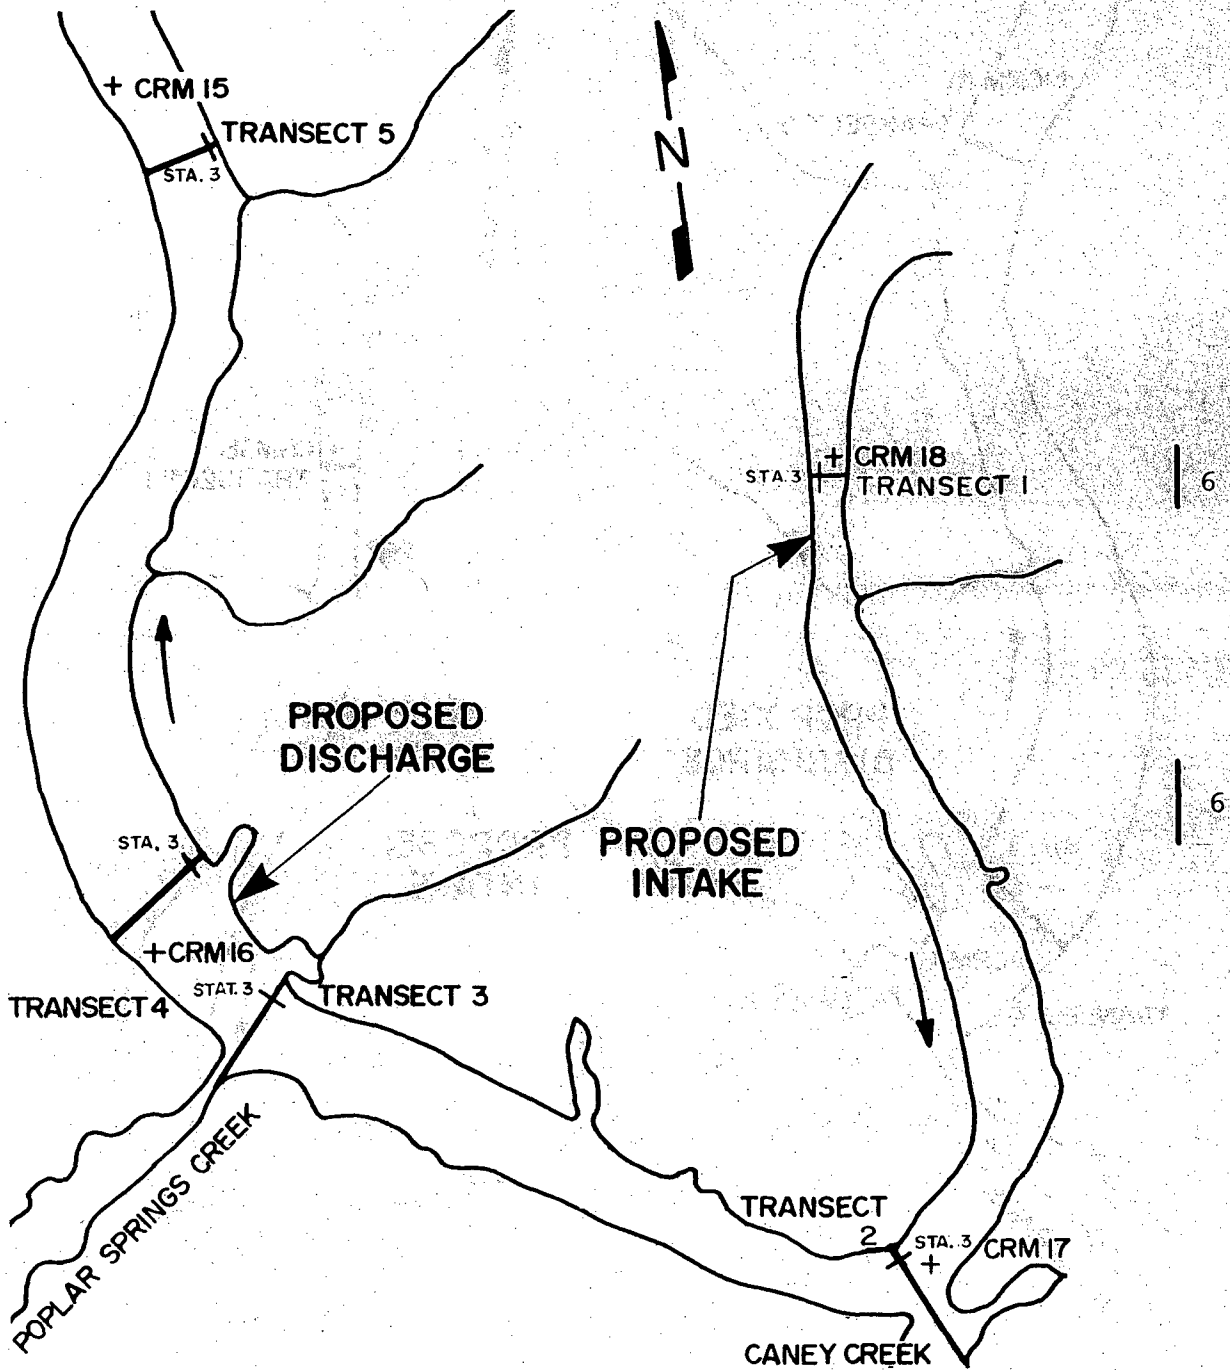 CRM 15
TRANSECT 5
STA. 3
N
CRM 18
STA. 3
TRANSECT 1
6
PROPOSED
DISCHARGE
6
STA. 3
PROPOSED
INTAKE
CRM 16
STAT. 3
TRANSECT 3
TRANSECT 4
POPLAR SPRINGS CREEK
TRANSECT
2
STA. 3
CRM 17
CANEY CREEK